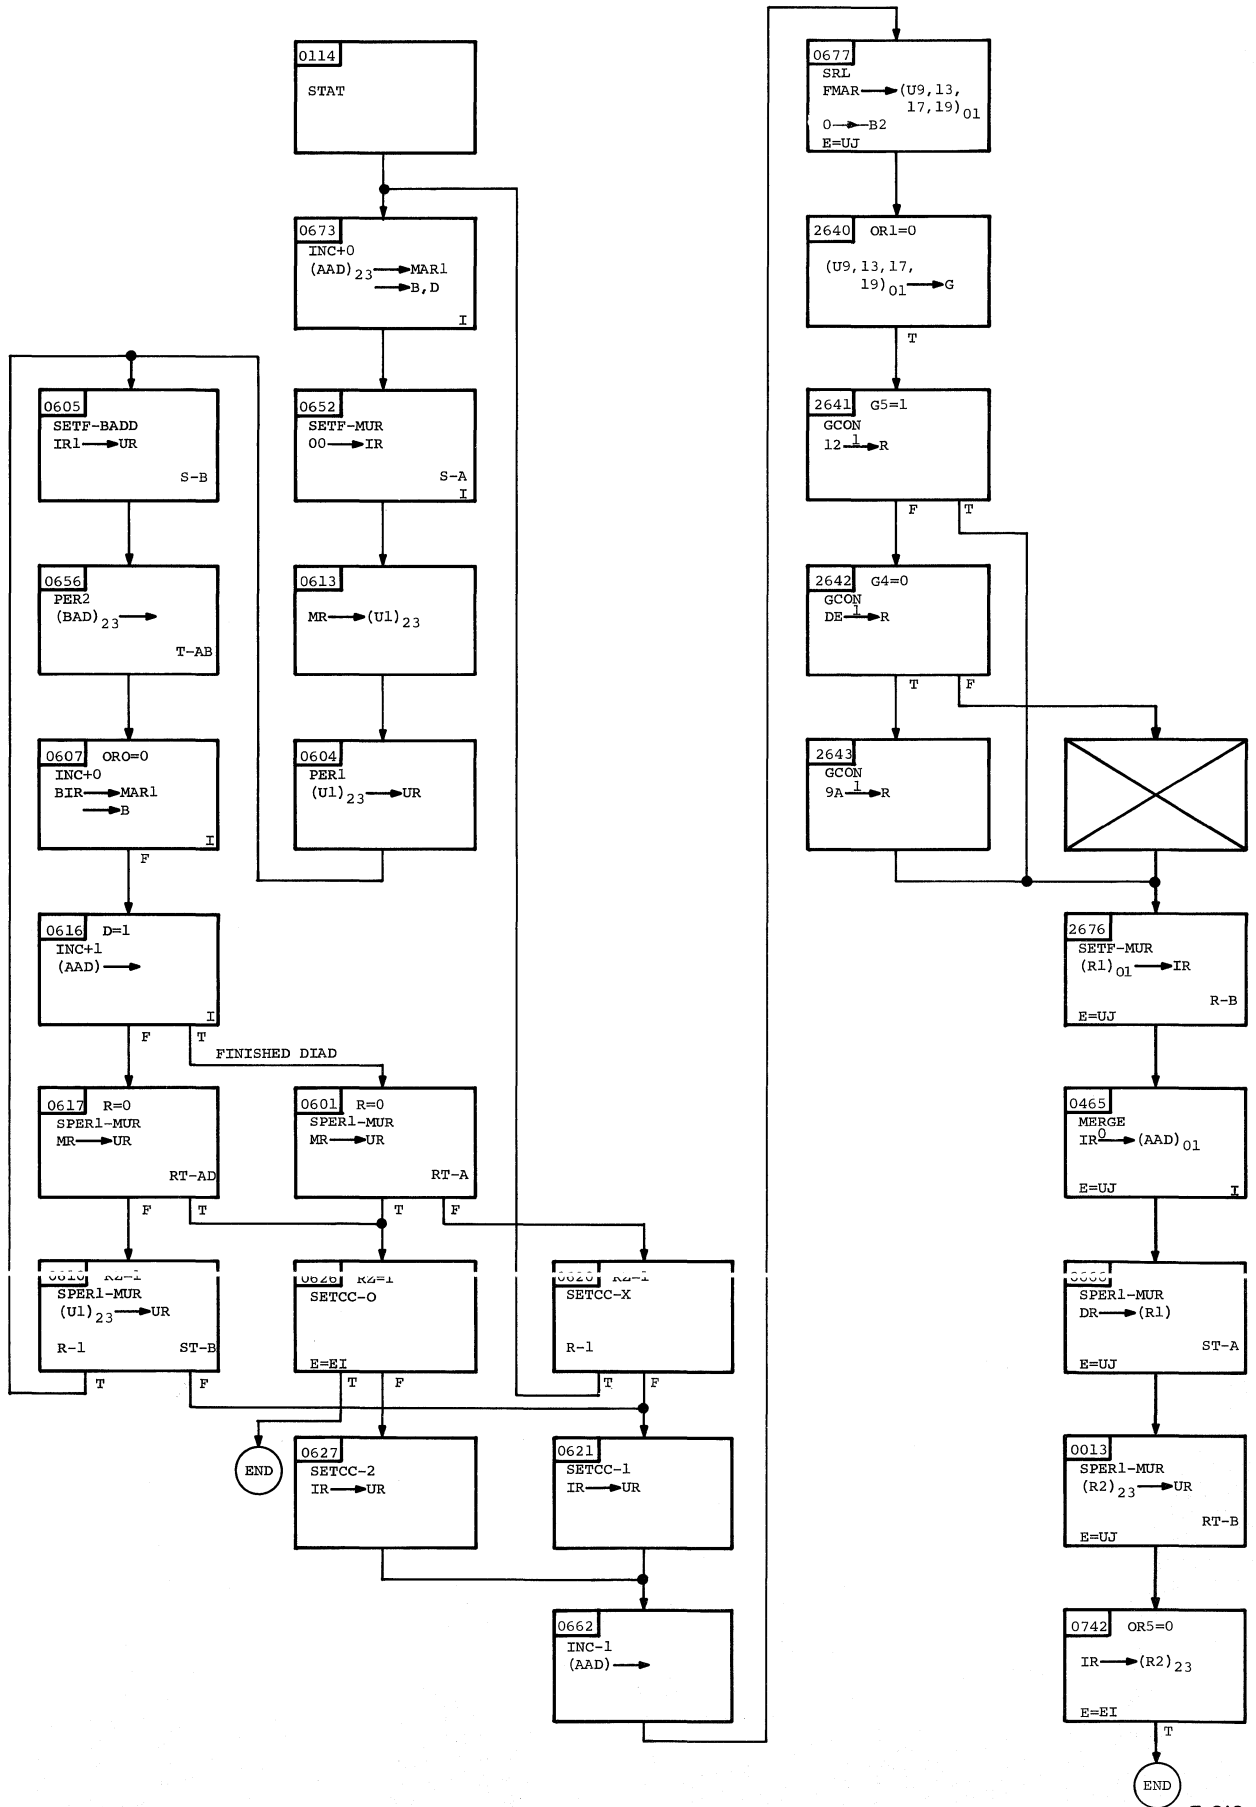 0114
STAT
0673
INC+0
(AAD)23 → MAR1
→ B,D
I
0605
SETF-BADD
IR1 → UR
S-B
0652
SETF-MUR
00 → IR
S-A
I
0656
PER2
(BAD)23 →
T-AB
0613
MR → (U1)23
0607 ORO=0
INC+0
BIR → MAR1
→ B
I
F
0604
PER1
(U1)23 → UR
0616 D=1
INC+1
(AAD) →
I
F T
FINISHED DIAD
0617 R=0
SPER1-MUR
MR → UR
RT-AD
F T
0601 R=0
SPER1-MUR
MR → UR
RT-A
T F
SPER1-MUR
(U1)23 → UR
R-1 ST-B
T F
0626 RZ=1
SETCC-O
E=EI
T F
SETCC-X
R-1
T F
END
0627
SETCC-2
IR → UR
0621
SETCC-1
IR → UR
0662
INC-1
(AAD) →
0677
SRL
FMAR → (U9,13,
17,19)01
0 → B2
E=UJ
2640 OR1=0
(U9,13,17,
19)01 → G
T
2641 G5=1
GCON
12 1→ R
F T
2642 G4=0
GCON
DE 1→ R
T F
2643
GCON
9A 1→ R
2676
SETF-MUR
(R1)01 → IR
R-B
E=UJ
0465
MERGE
IR 0→ (AAD)01
E=UJ I
SPER1-MUR
DR → (R1)
ST-A
E=UJ
0013
SPER1-MUR
(R2)23 → UR
RT-B
E=UJ
0742 OR5=0
IR → (R2)23
E=EI
T
END